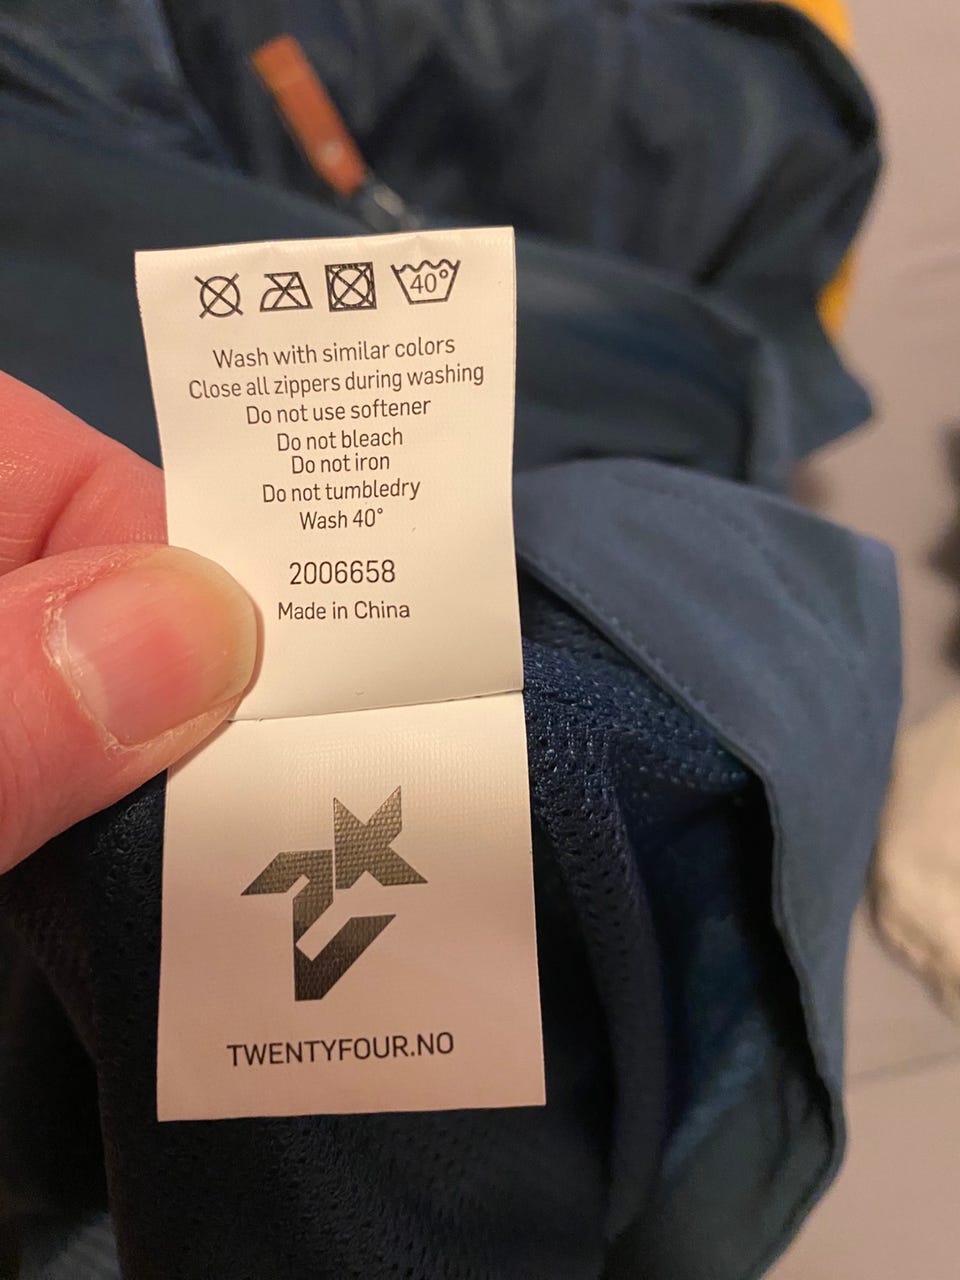 40°
Wash with similar colors
Close all zippers during washing
Do not use softener
Do not bleach
Do not iron
Do not tumbledry
Wash 40°
2006658
Made in China
TWENTYFOUR.NO